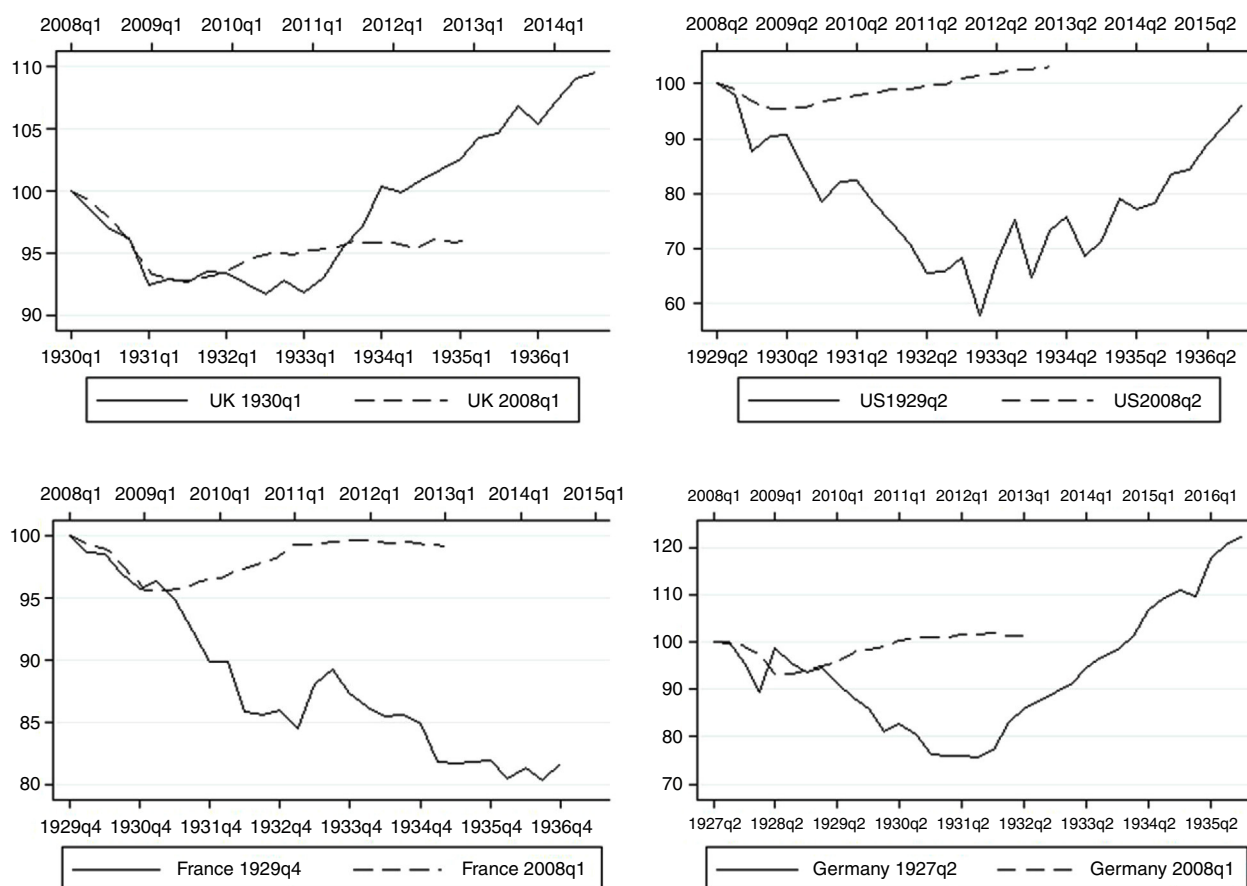 2008q1 2009q1 2010q1 2011q1 2012q1 2013q1 2014q1
110
105
100
95
90
1930q1 1931q1 1932q1 1933q1 1934q1 1935q1 1936q1
UK 1930q1 UK 2008q1
2008q2 2009q2 2010q2 2011q2 2012q2 2013q2 2014q2 2015q2
100
90
80
70
60
1929q2 1930q2 1931q2 1932q2 1933q2 1934q2 1935q2 1936q2
US1929q2 US2008q2
2008q1 2009q1 2010q1 2011q1 2012q1 2013q1 2014q1 2015q1
100
95
90
85
80
1929q4 1930q4 1931q4 1932q4 1933q4 1934q4 1935q4 1936q4
France 1929q4 France 2008q1
2008q1 2009q1 2010q1 2011q1 2012q1 2013q1 2014q1 2015q1 2016q1
120
110
100
90
80
70
1927q2 1928q2 1929q2 1930q2 1931q2 1932q2 1933q2 1934q2 1935q2
Germany 1927q2 Germany 2008q1